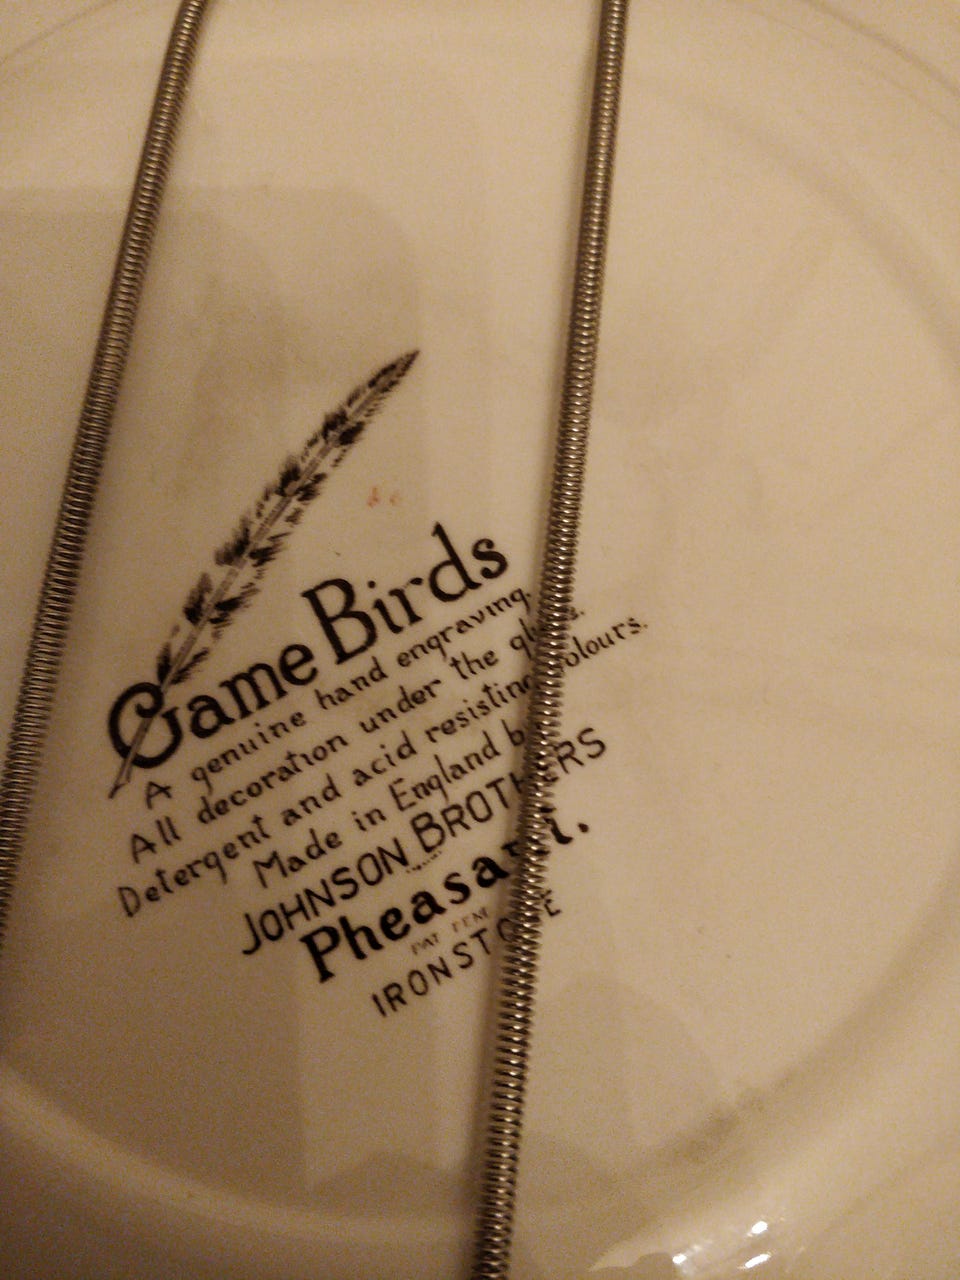 Game Birds
A genuine hand engraving.
All decoration under the glaze.
Detergent and acid resisting colours.
Made in England by
JOHNSON BROTHERS
Pheasant.
PAT
IRONSTONE